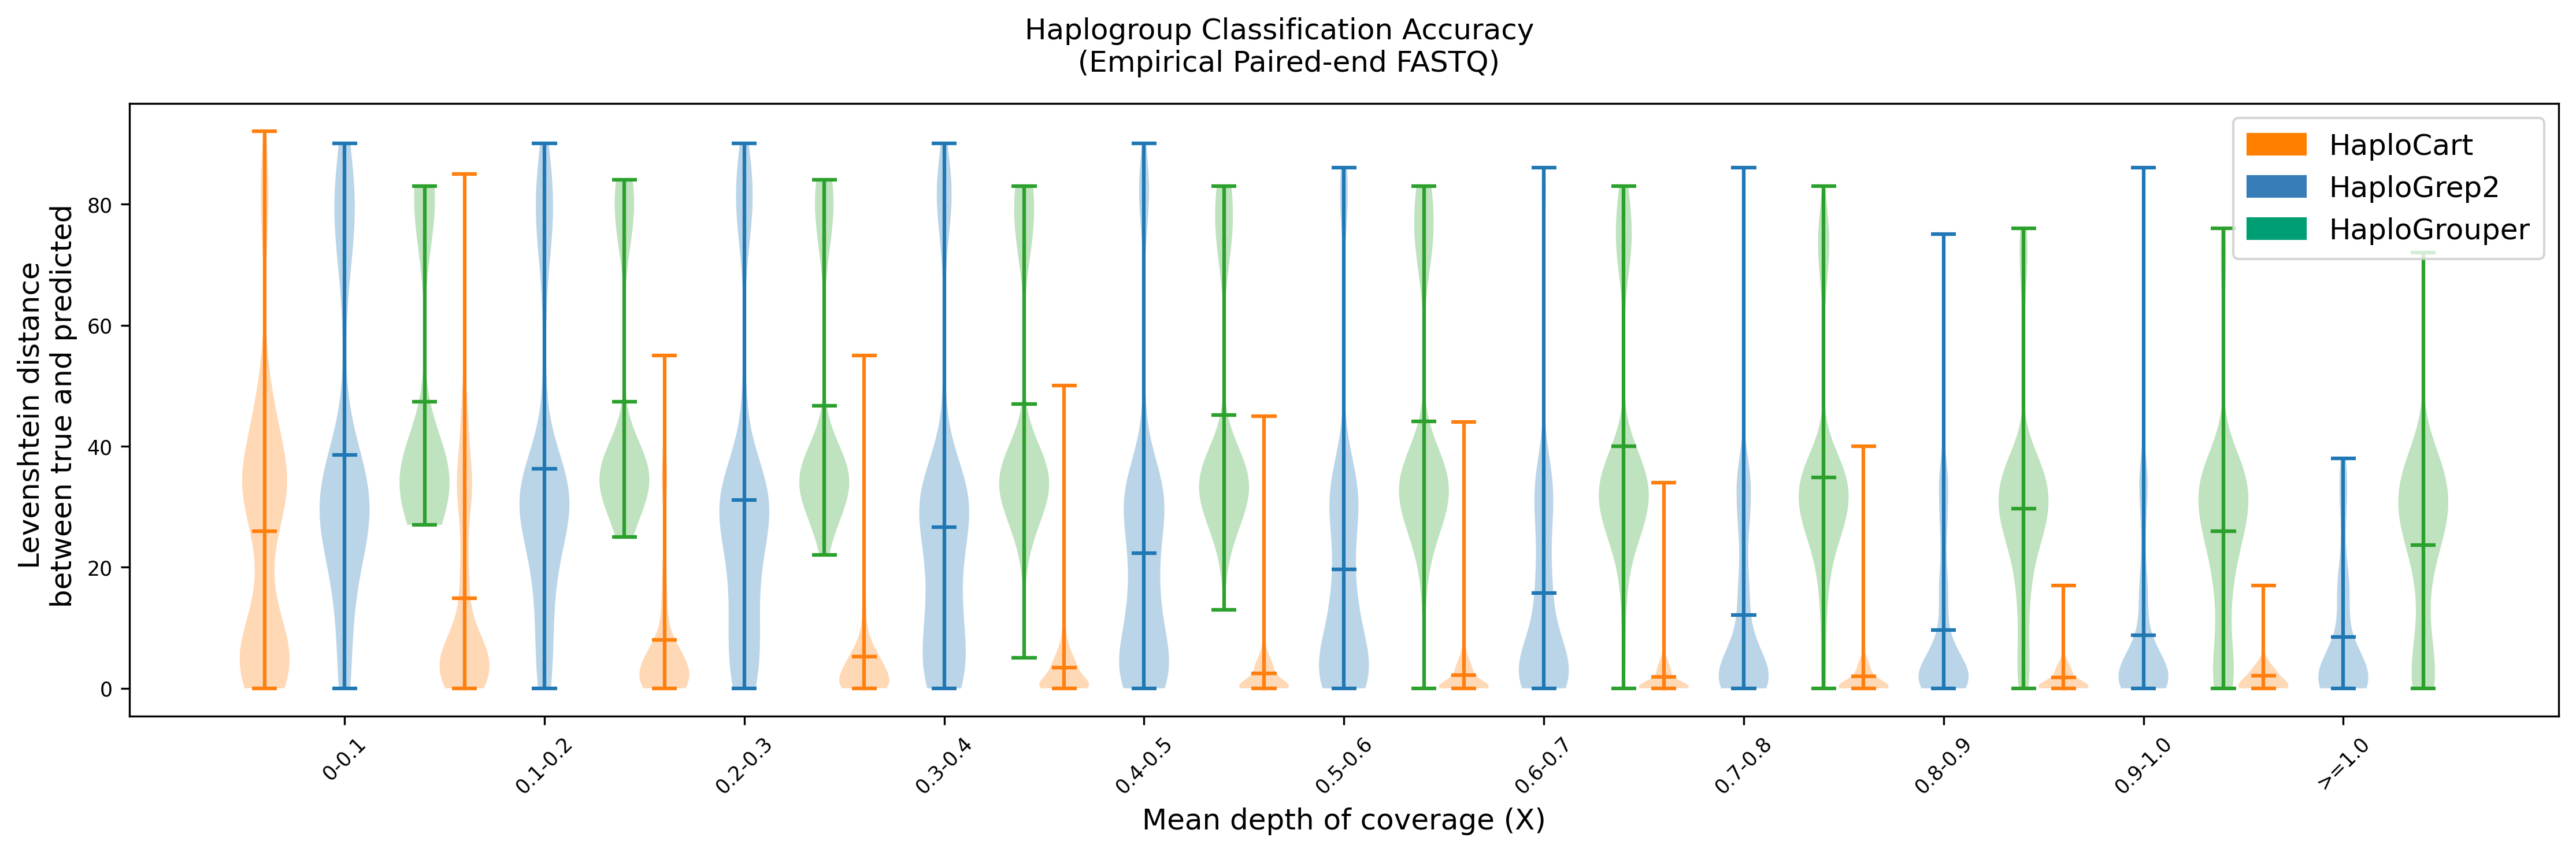 Haplogroup Classification Accuracy
(Empirical Paired-end FASTQ)
HaploCart
HaploGrep2
HaploGrouper
Levenshtein distance
between true and predicted
80
60
40
20
0
0-0.1
0.1-0.2
0.2-0.3
0.3-0.4
0.4-0.5
0.5-0.6
0.6-0.7
0.7-0.8
0.8-0.9
0.9-1.0
>=1.0
Mean depth of coverage (X)